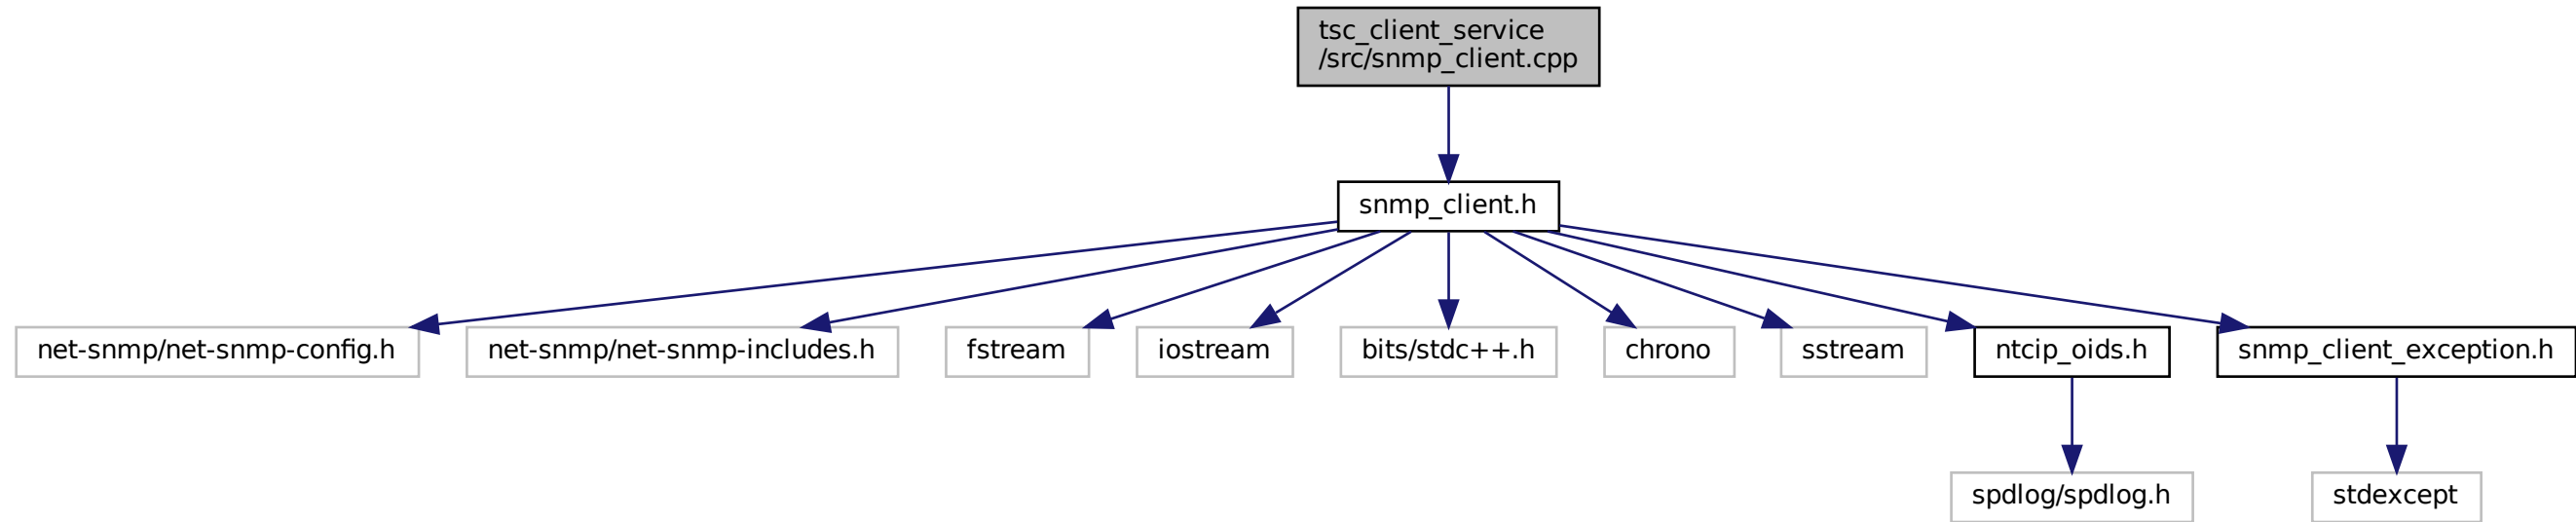 tsc_client_service
/src/snmp_client.cpp
snmp_client.h
net-snmp/net-snmp-config.h
net-snmp/net-snmp-includes.h
fstream
iostream
bits/stdc++.h
chrono
sstream
ntcip_oids.h
snmp_client_exception.h
spdlog/spdlog.h
stdexcept